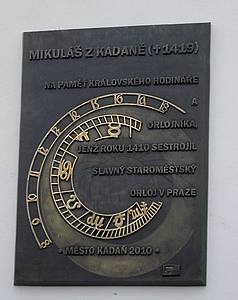 MIKULÁŠ Z KADANĚ (✝1419)
NA PAMĚŤ KRÁLOVSKÉHO HODINÁŘE
A
ORLOJNÍKA,
JENŽ ROKU 1410 SESTROJIL
SLAVNÝ STAROMĚSTSKÝ
ORLOJ V PRAZE
• MĚSTO KADAŇ 2010 •